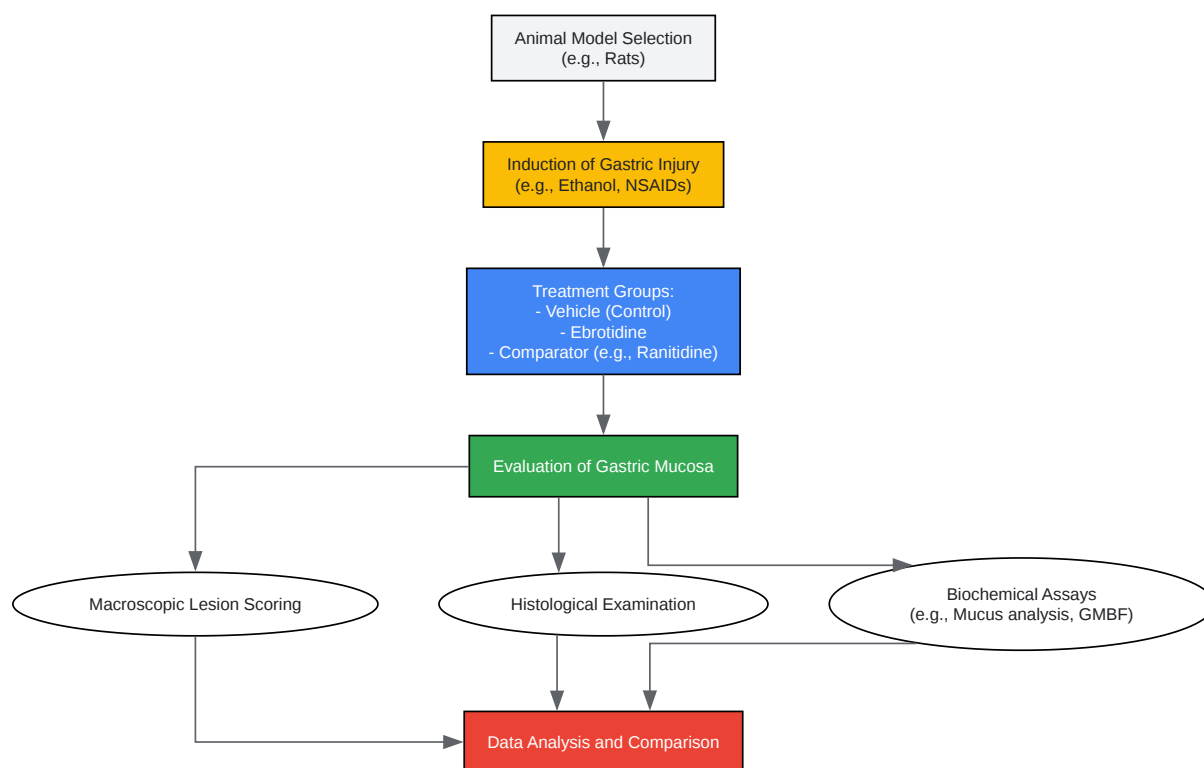 Animal Model Selection
(e.g., Rats)
Induction of Gastric Injury
(e.g., Ethanol, NSAIDs)
Treatment Groups:
- Vehicle (Control)
- Ebrotidine
- Comparator (e.g., Ranitidine)
Evaluation of Gastric Mucosa
Macroscopic Lesion Scoring
Histological Examination
Biochemical Assays
(e.g., Mucus analysis, GMBF)
Data Analysis and Comparison